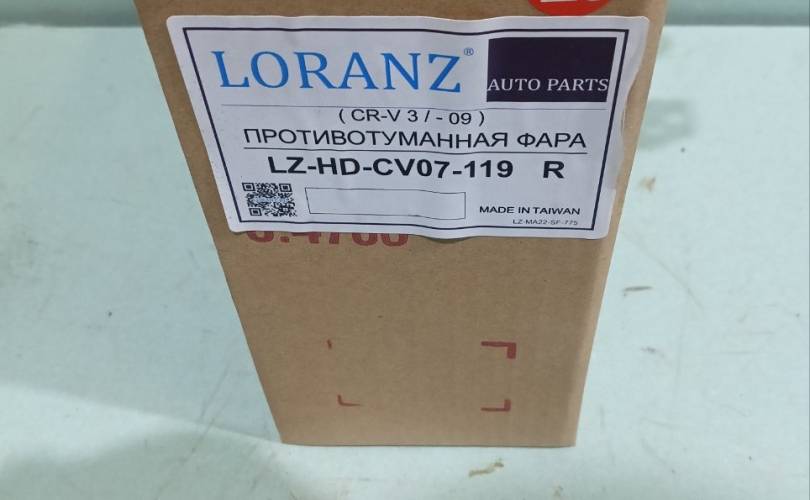 LORANZ®
AUTO PARTS
( CR-V 3 / - 09 )
ПРОТИВОТУМАННАЯ ФАРА
LZ-HD-CV07-119 R
MADE IN TAIWAN
LZ-MA22-SF-775